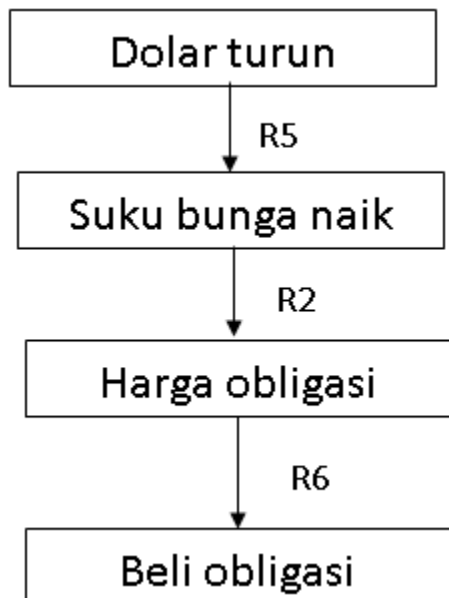 Dolar turun
R5
Suku bunga naik
R2
Harga obligasi
R6
Beli obligasi